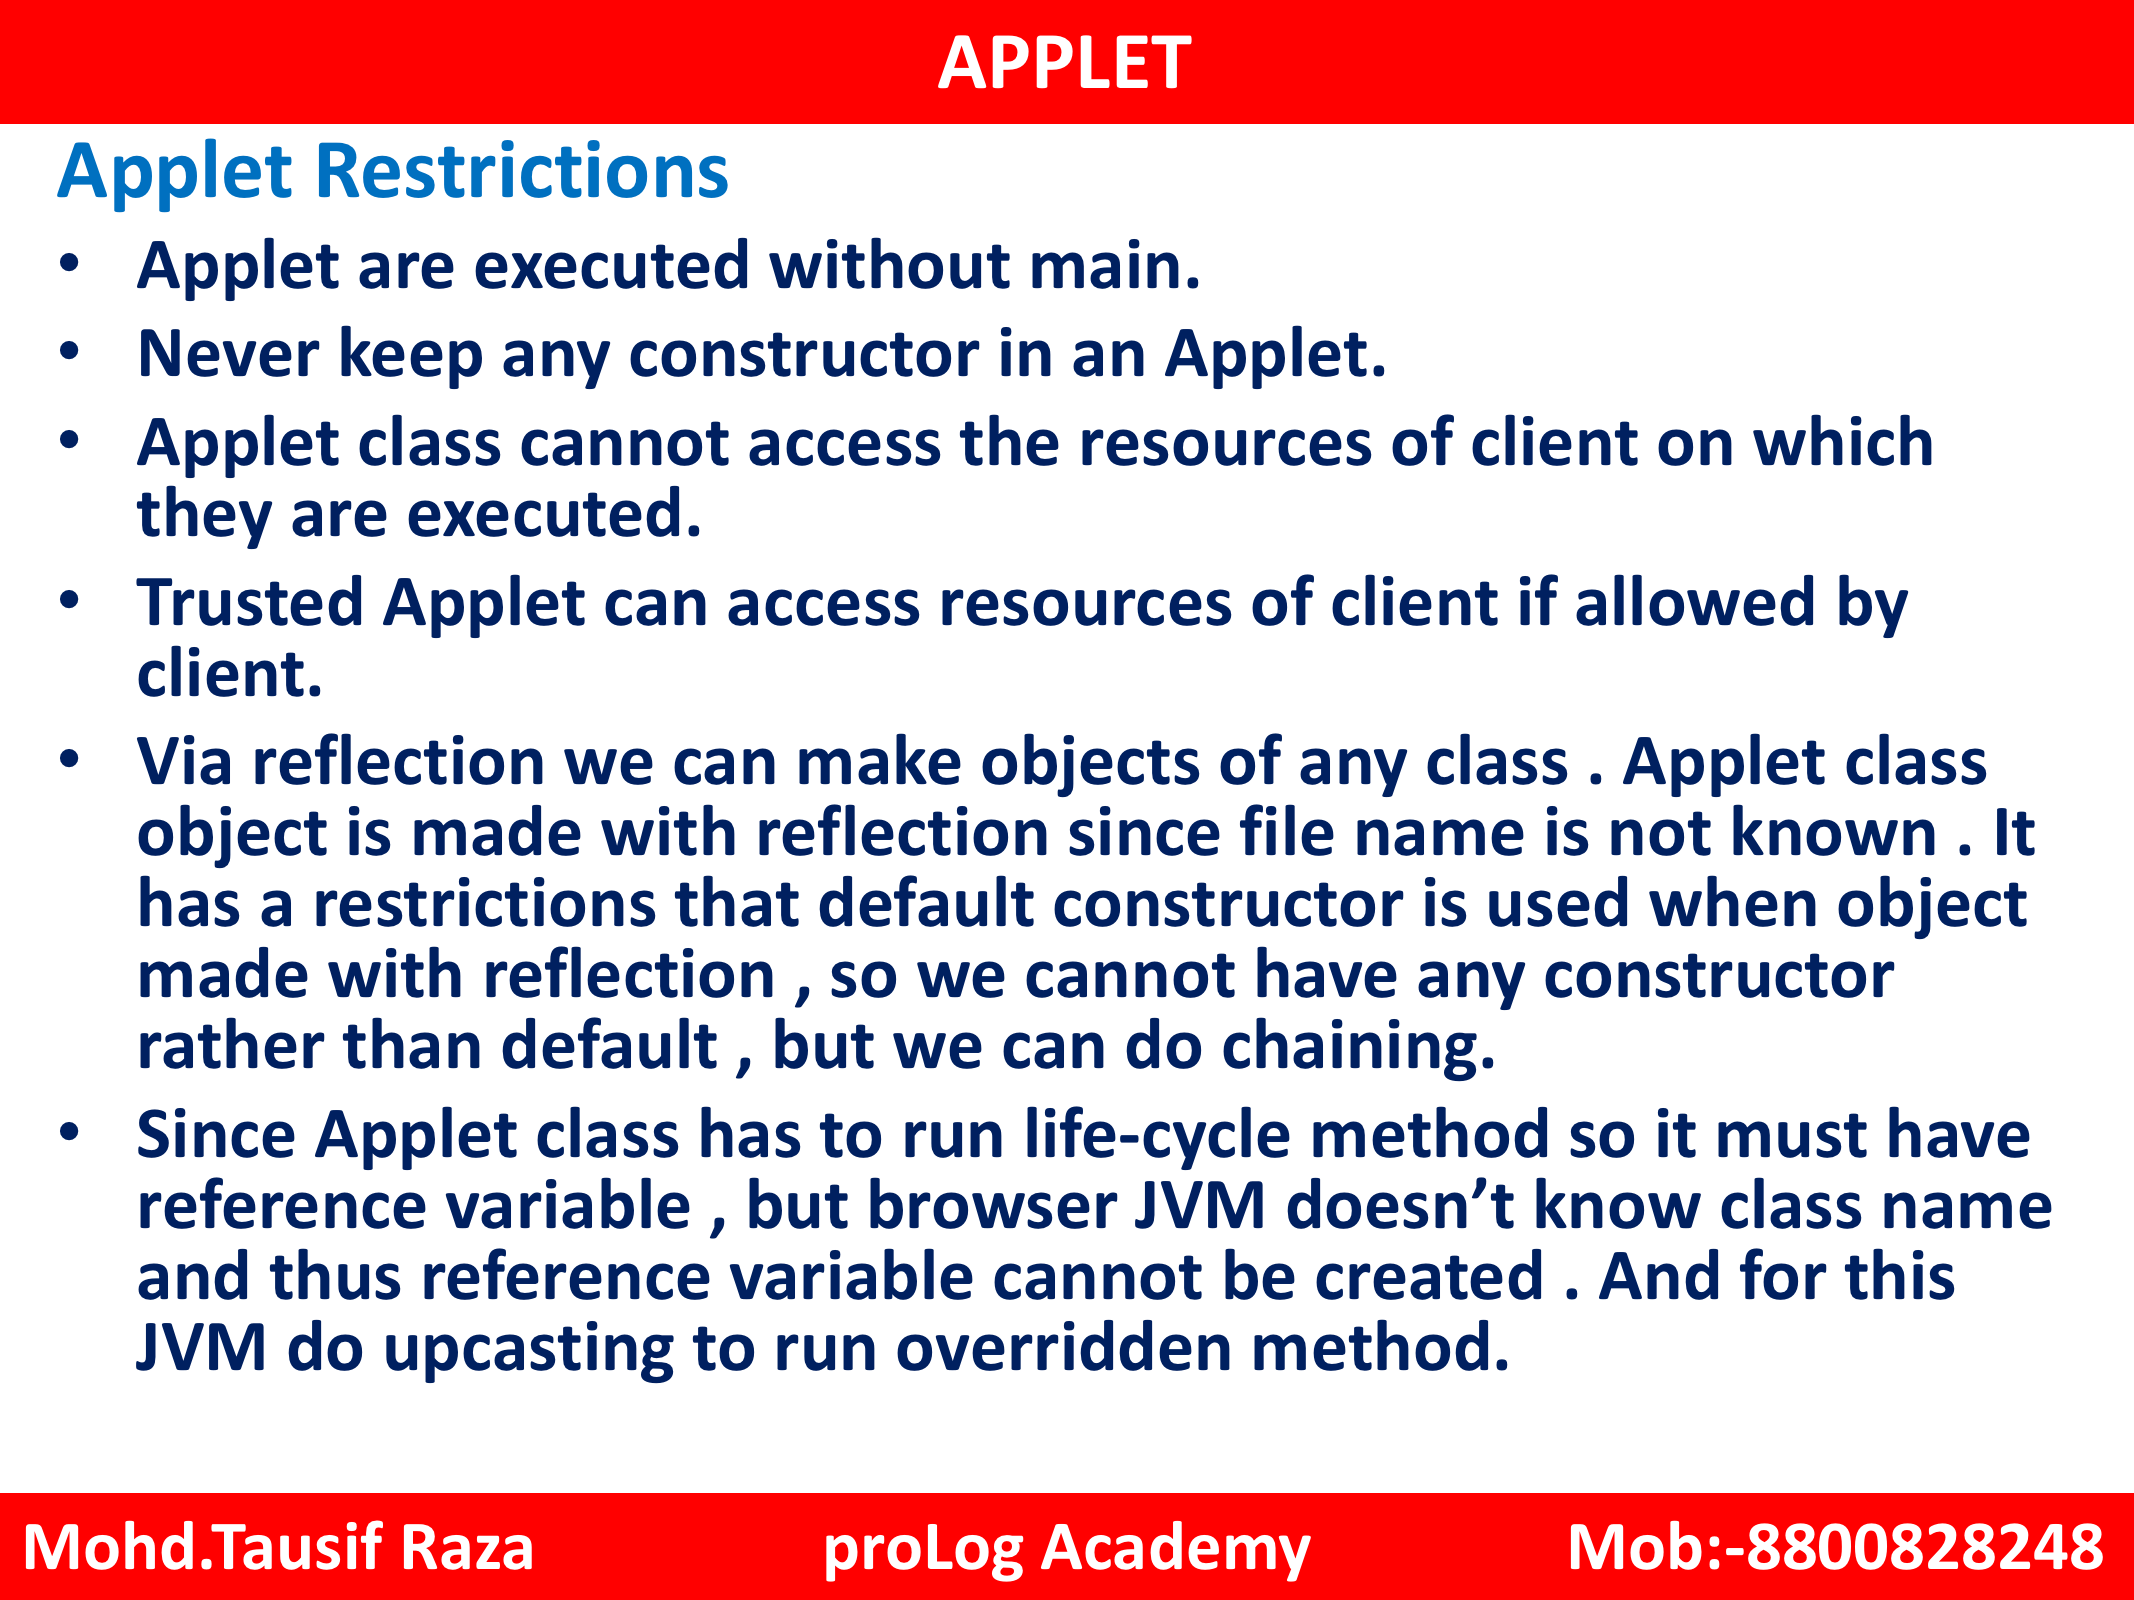 APPLET
Applet Restrictions
• Applet are executed without main.
• Never keep any constructor in an Applet.
• Applet class cannot access the resources of client on which
they are executed.
• Trusted Applet can access resources of client if allowed by
client.
• Via reflection we can make objects of any class . Applet class
object is made with reflection since file name is not known . It
has a restrictions that default constructor is used when object
made with reflection , so we cannot have any constructor
rather than default , but we can do chaining.
• Since Applet class has to run life-cycle method so it must have
reference variable , but browser JVM doesn’t know class name
and thus reference variable cannot be created . And for this
JVM do upcasting to run overridden method.
Mohd.Tausif Raza proLog Academy Mob:-8800828248